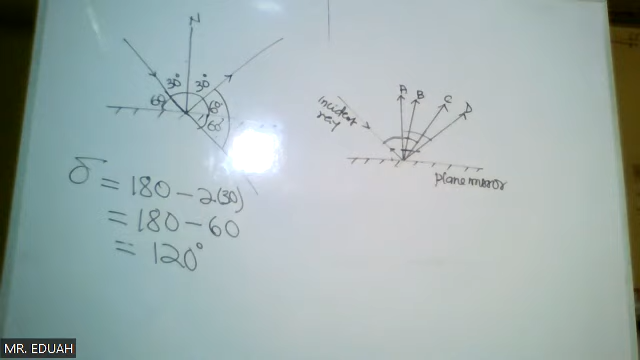 N
30° 30°
60 60
60
δ = 180 - 2(30)
= 180 - 60
= 120°
A B C D
incident
ray
plane mirror
MR. EDUAH